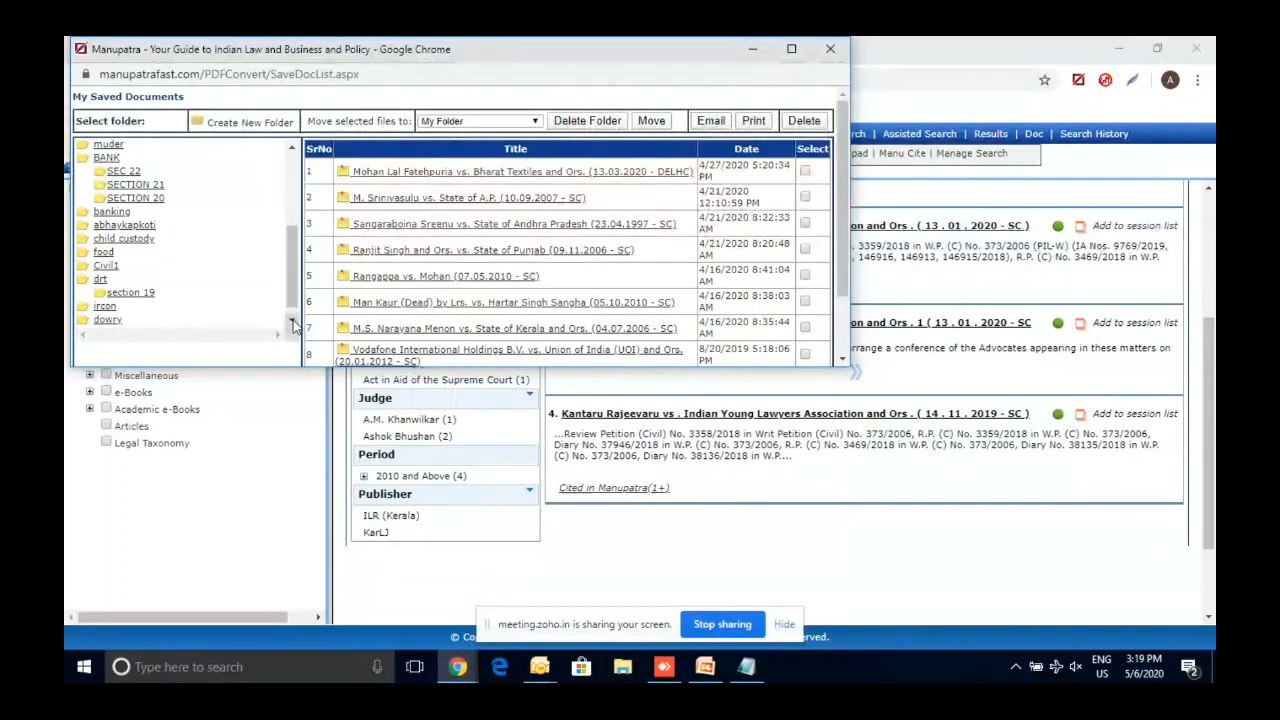 Manupatra - Your Guide to Indian Law and Business and Policy - Google Chrome
manupatrafast.com/PDFConvert/SaveDocList.aspx
My Saved Documents
Select folder: Create New Folder Move selected files to: My Folder Delete Folder Move Email Print Delete
muder
BANK
SEC 22
SECTION 21
SECTION 20
banking
abhaykapkoti
child custody
food
Civil1
drt
section 19
ircon
dowry
SrNo Title Date Select
1 Mohan Lal Fatehpuria vs. Bharat Textiles and Ors. (13.03.2020 - DELHC) 4/27/2020 5:20:34 PM
2 M. Srinivasulu vs. State of A.P. (10.09.2007 - SC) 4/21/2020 12:10:59 PM
3 Sangaraboina Sreenu vs. State of Andhra Pradesh (23.04.1997 - SC) 4/21/2020 8:22:33 AM
4 Ranjit Singh and Ors. vs. State of Punjab (09.11.2006 - SC) 4/21/2020 8:20:48 AM
5 Rangappa vs. Mohan (07.05.2010 - SC) 4/16/2020 8:41:04 AM
6 Man Kaur (Dead) by Lrs. vs. Hartar Singh Sangha (05.10.2010 - SC) 4/16/2020 8:38:03 AM
7 M.S. Narayana Menon vs. State of Kerala and Ors. (04.07.2006 - SC) 4/16/2020 8:35:44 AM
8 Vodafone International Holdings B.V. vs. Union of India (UOI) and Ors. (20.01.2012 - SC) 8/20/2019 5:18:06 PM
A
Assisted Search | Results | Doc | Search History
| Manu Cite | Manage Search
on and Ors . ( 13 . 01 . 2020 - SC ) Add to session list
3359/2018 in W.P. (C) No. 373/2006 (PIL-W) (IA Nos. 9769/2019,
146916, 146913, 146915/2018), R.P. (C) No. 3469/2018 in W.P.
on and Ors . 1 ( 13 . 01 . 2020 - SC Add to session list
arrange a conference of the Advocates appearing in these matters on
4. Kantaru Rajeevaru vs . Indian Young Lawyers Association and Ors . ( 14 . 11 . 2019 - SC ) Add to session list
...Review Petition (Civil) No. 3358/2018 in Writ Petition (Civil) No. 373/2006, R.P. (C) No. 3359/2018 in W.P. (C) No. 373/2006,
Diary No. 37946/2018 in W.P. (C) No. 373/2006, R.P. (C) No. 3469/2018 in W.P. (C) No. 373/2006, Diary No. 38135/2018 in W.P.
(C) No. 373/2006, Diary No. 38136/2018 in W.P....
Cited in Manupatra(1+)
Miscellaneous
e-Books
Academic e-Books
Articles
Legal Taxonomy
Act in Aid of the Supreme Court (1)
Judge
A.M. Khanwilkar (1)
Ashok Bhushan (2)
Period
2010 and Above (4)
Publisher
ILR (Kerala)
KarLJ
meeting.zoho.in is sharing your screen. Stop sharing Hide
Type here to search
ENG
US
3:19 PM
5/6/2020
2